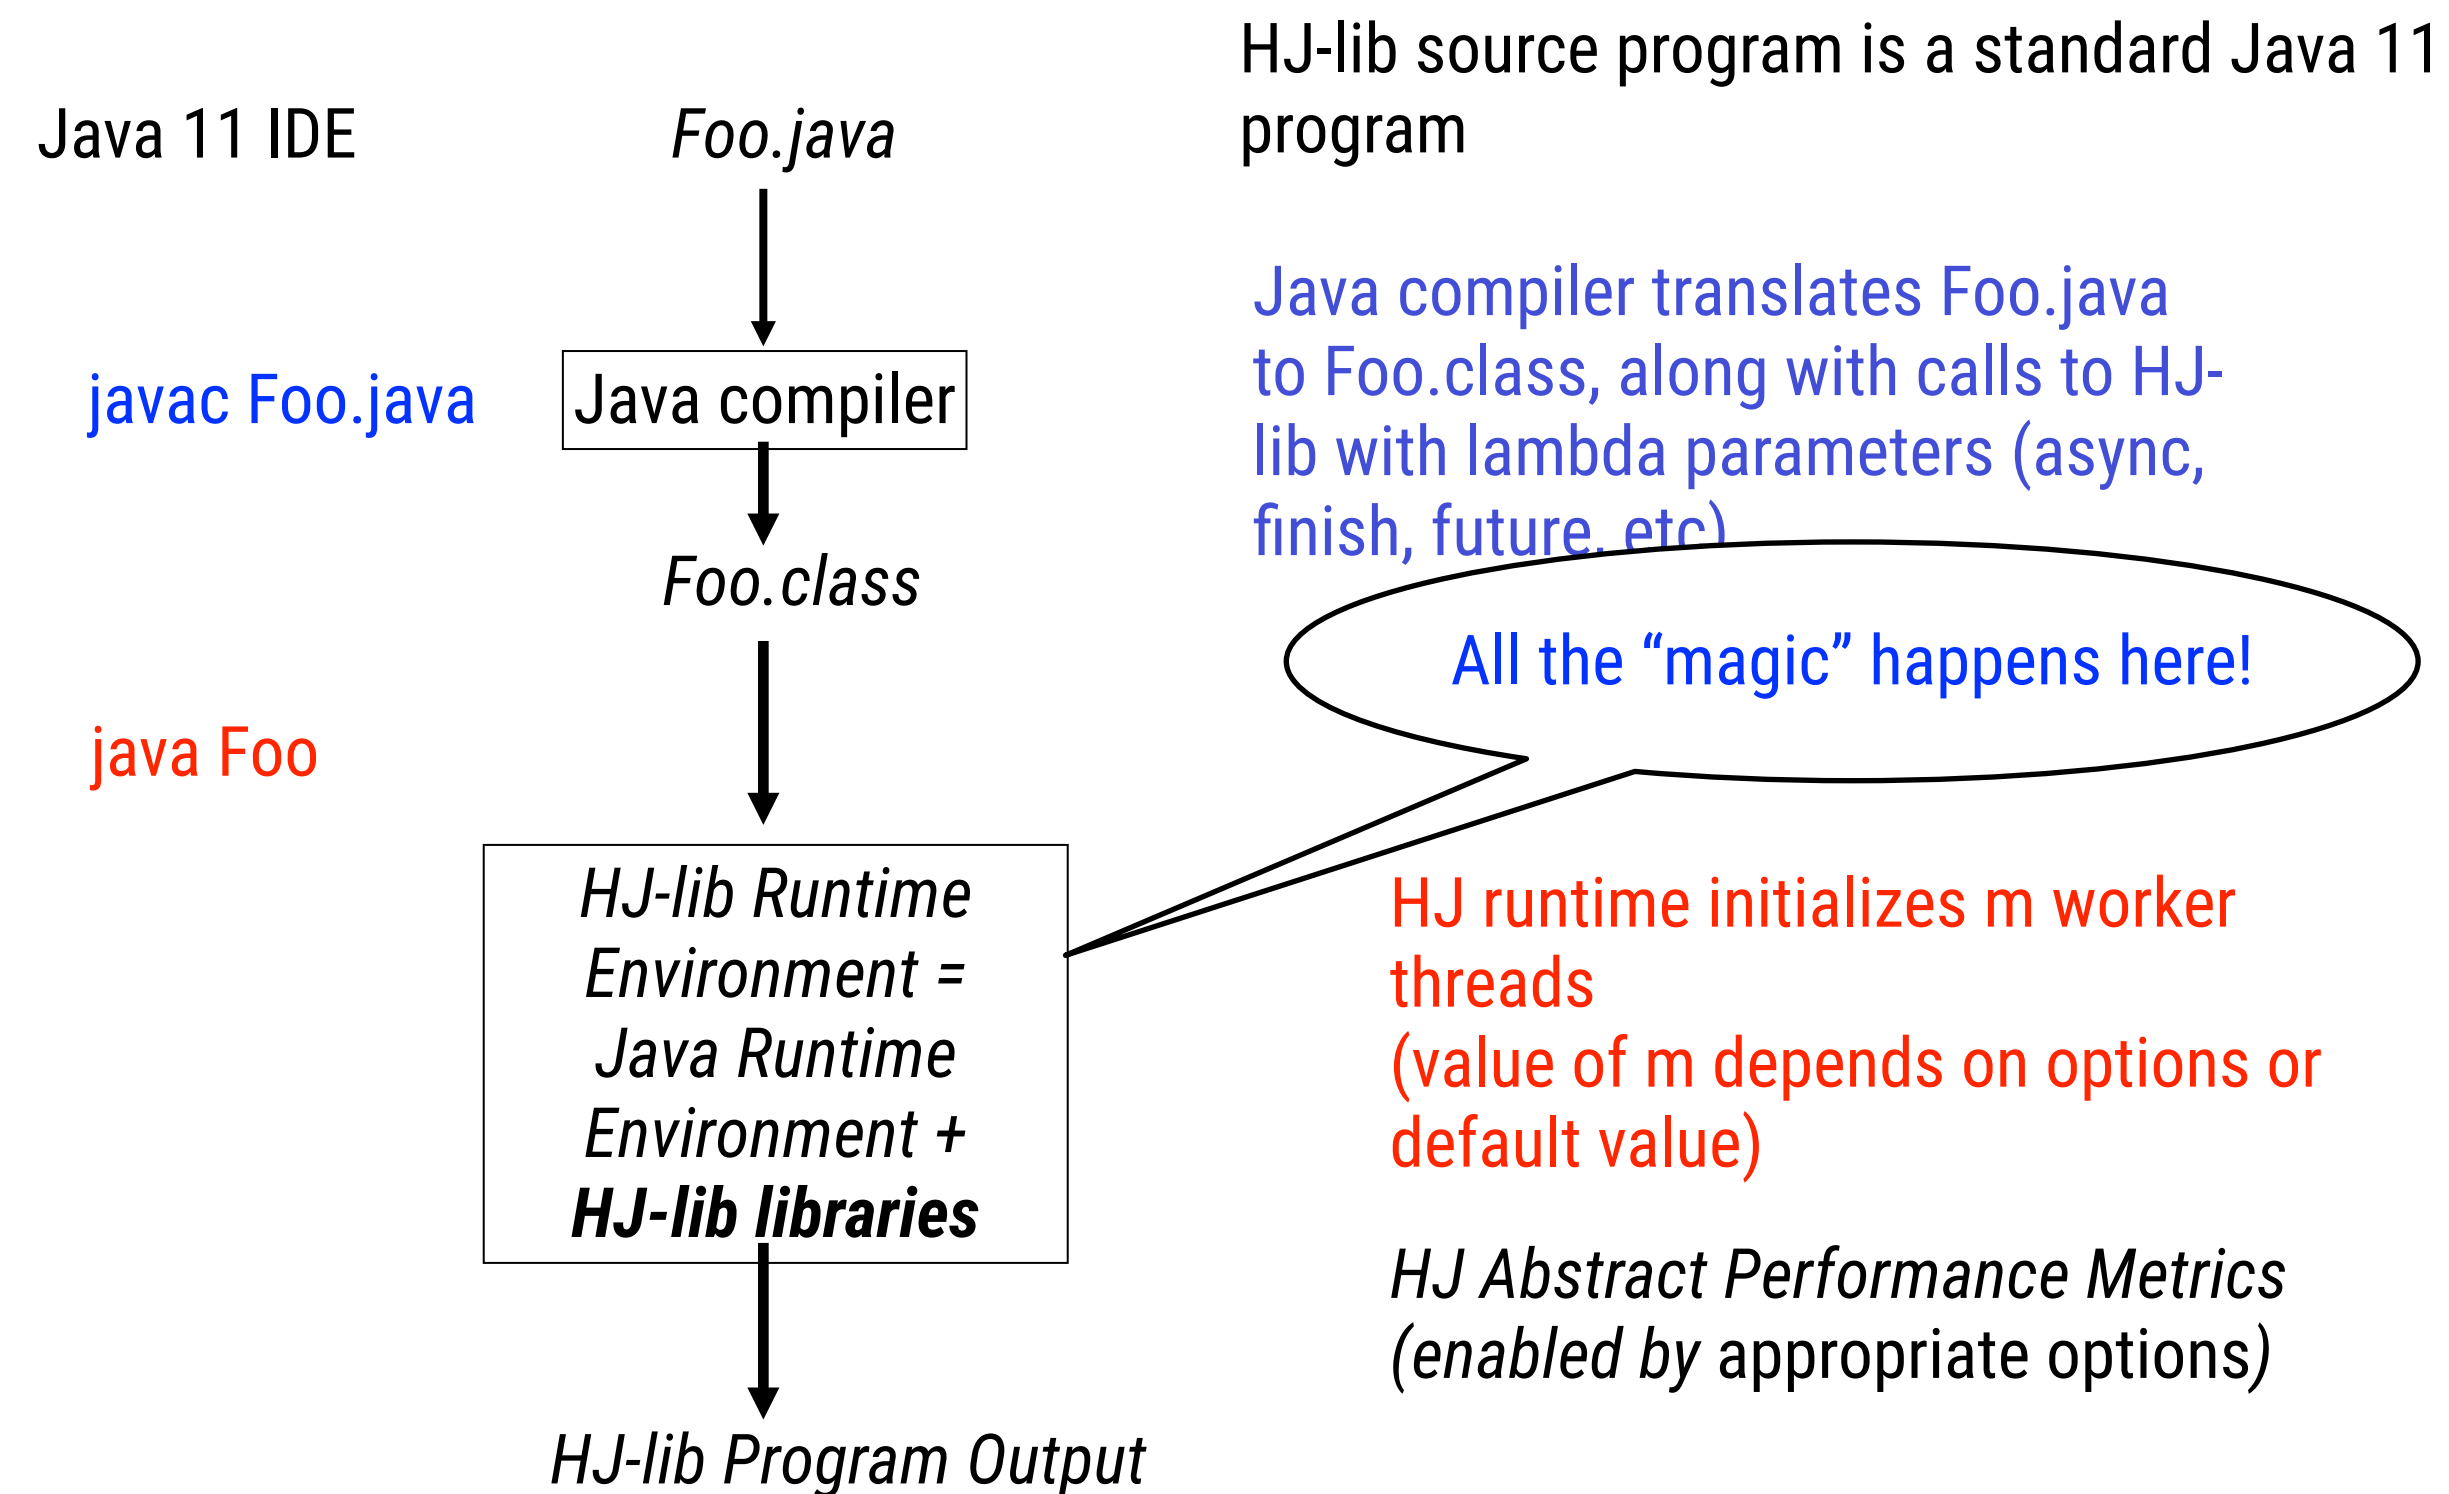 HJ-lib source program is a standard Java 11
program
Java 11 IDE
Foo.java
Java compiler translates Foo.java
to Foo.class, along with calls to HJ-
lib with lambda parameters (async,
finish, future, etc)
javac Foo.java
Java compiler
Foo.class
All the “magic” happens here!
java Foo
HJ-lib Runtime
Environment =
Java Runtime
Environment +
HJ-lib libraries
HJ runtime initializes m worker
threads
(value of m depends on options or
default value)
HJ Abstract Performance Metrics
(enabled by appropriate options)
HJ-lib Program Output